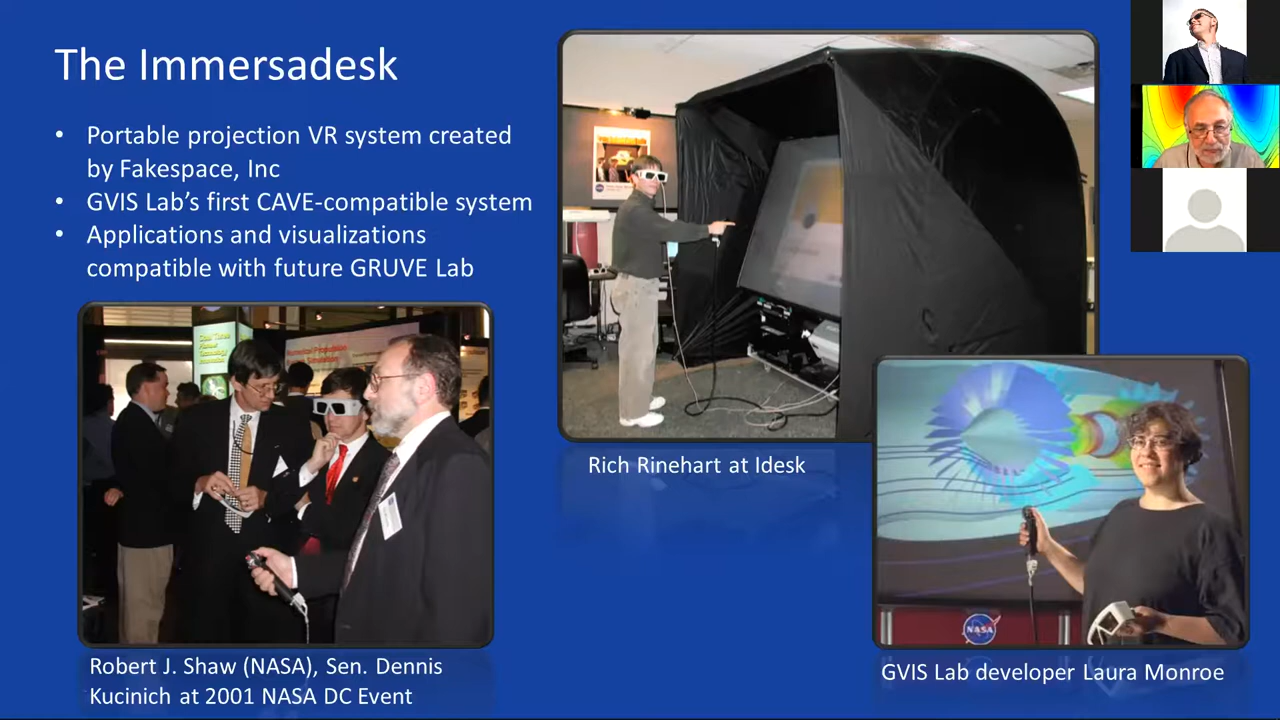 The Immersadesk
• Portable projection VR system created
by Fakespace, Inc
• GVIS Lab's first CAVE-compatible system
• Applications and visualizations
compatible with future GRUVE Lab
Rich Rinehart at Idesk
NASA
Robert J. Shaw (NASA), Sen. Dennis
Kucinich at 2001 NASA DC Event
GVIS Lab developer Laura Monroe